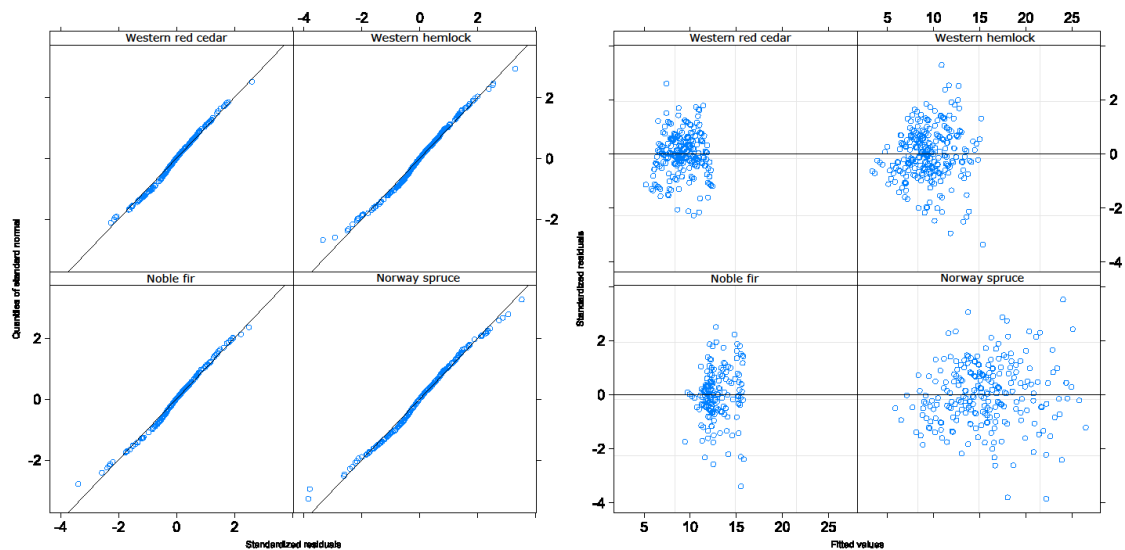 -4 -2 0 2
5 10 15 20 25
Western red cedar Western hemlock
Western red cedar Western hemlock
2
0
-2
2
0
-2
-4
Noble fir Norway spruce
Noble fir Norway spruce
Quantiles of standard normal
2
0
-2
Standardized residuals
2
0
-2
-4
-4 -2 0 2
5 10 15 20 25
Standardized residuals
Fitted values